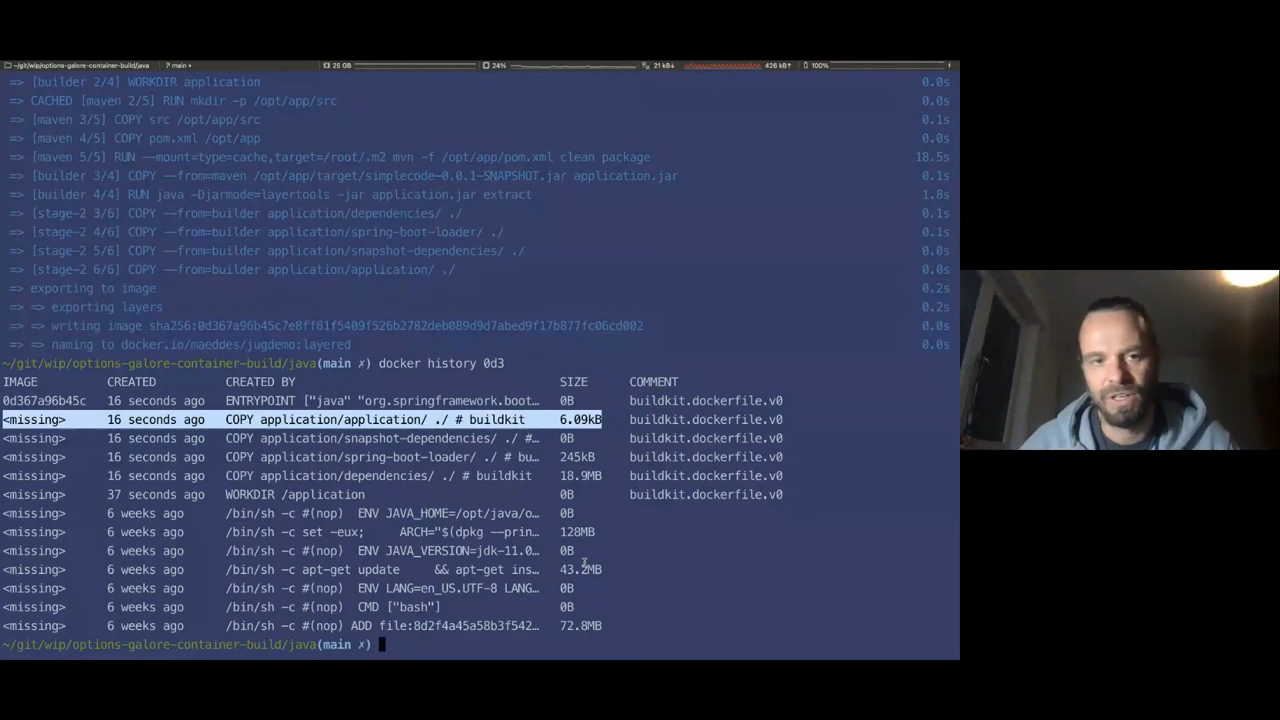 ~/git/wip/options-galore-container-build/java main • 25 GB 24% 21 kB↓ 426 kB↑ 100%
=> [builder 2/4] WORKDIR application 0.0s
=> CACHED [maven 2/5] RUN mkdir -p /opt/app/src 0.0s
=> [maven 3/5] COPY src /opt/app/src 0.1s
=> [maven 4/5] COPY pom.xml /opt/app 0.0s
=> [maven 5/5] RUN --mount=type=cache,target=/root/.m2 mvn -f /opt/app/pom.xml clean package 18.5s
=> [builder 3/4] COPY --from=maven /opt/app/target/simplecode-0.0.1-SNAPSHOT.jar application.jar 0.1s
=> [builder 4/4] RUN java -Djarmode=layertools -jar application.jar extract 1.8s
=> [stage-2 3/6] COPY --from=builder application/dependencies/ ./ 0.1s
=> [stage-2 4/6] COPY --from=builder application/spring-boot-loader/ ./ 0.1s
=> [stage-2 5/6] COPY --from=builder application/snapshot-dependencies/ ./ 0.0s
=> [stage-2 6/6] COPY --from=builder application/application/ ./ 0.0s
=> exporting to image 0.2s
=> => exporting layers 0.2s
=> => writing image sha256:0d367a96b45c7e8ff81f5409f526b2782deb089d9d7abed9f17b877fc06cd002 0.0s
=> => naming to docker.io/maeddes/jugdemo:layered 0.0s
~/git/wip/options-galore-container-build/java(main ✗) docker history 0d3
IMAGE CREATED CREATED BY SIZE COMMENT
0d367a96b45c 16 seconds ago ENTRYPOINT ["java" "org.springframework.boot… 0B buildkit.dockerfile.v0
<missing> 16 seconds ago COPY application/application/ ./ # buildkit 6.09kB buildkit.dockerfile.v0
<missing> 16 seconds ago COPY application/snapshot-dependencies/ ./ #… 0B buildkit.dockerfile.v0
<missing> 16 seconds ago COPY application/spring-boot-loader/ ./ # bu… 245kB buildkit.dockerfile.v0
<missing> 16 seconds ago COPY application/dependencies/ ./ # buildkit 18.9MB buildkit.dockerfile.v0
<missing> 37 seconds ago WORKDIR /application 0B buildkit.dockerfile.v0
<missing> 6 weeks ago /bin/sh -c #(nop) ENV JAVA_HOME=/opt/java/o… 0B
<missing> 6 weeks ago /bin/sh -c set -eux; ARCH="$(dpkg --prin… 128MB
<missing> 6 weeks ago /bin/sh -c #(nop) ENV JAVA_VERSION=jdk-11.0… 0B
<missing> 6 weeks ago /bin/sh -c apt-get update && apt-get ins… 43.2MB
<missing> 6 weeks ago /bin/sh -c #(nop) ENV LANG=en_US.UTF-8 LANG… 0B
<missing> 6 weeks ago /bin/sh -c #(nop) CMD ["bash"] 0B
<missing> 6 weeks ago /bin/sh -c #(nop) ADD file:8d2f4a45a58b3f542… 72.8MB
~/git/wip/options-galore-container-build/java(main ✗)